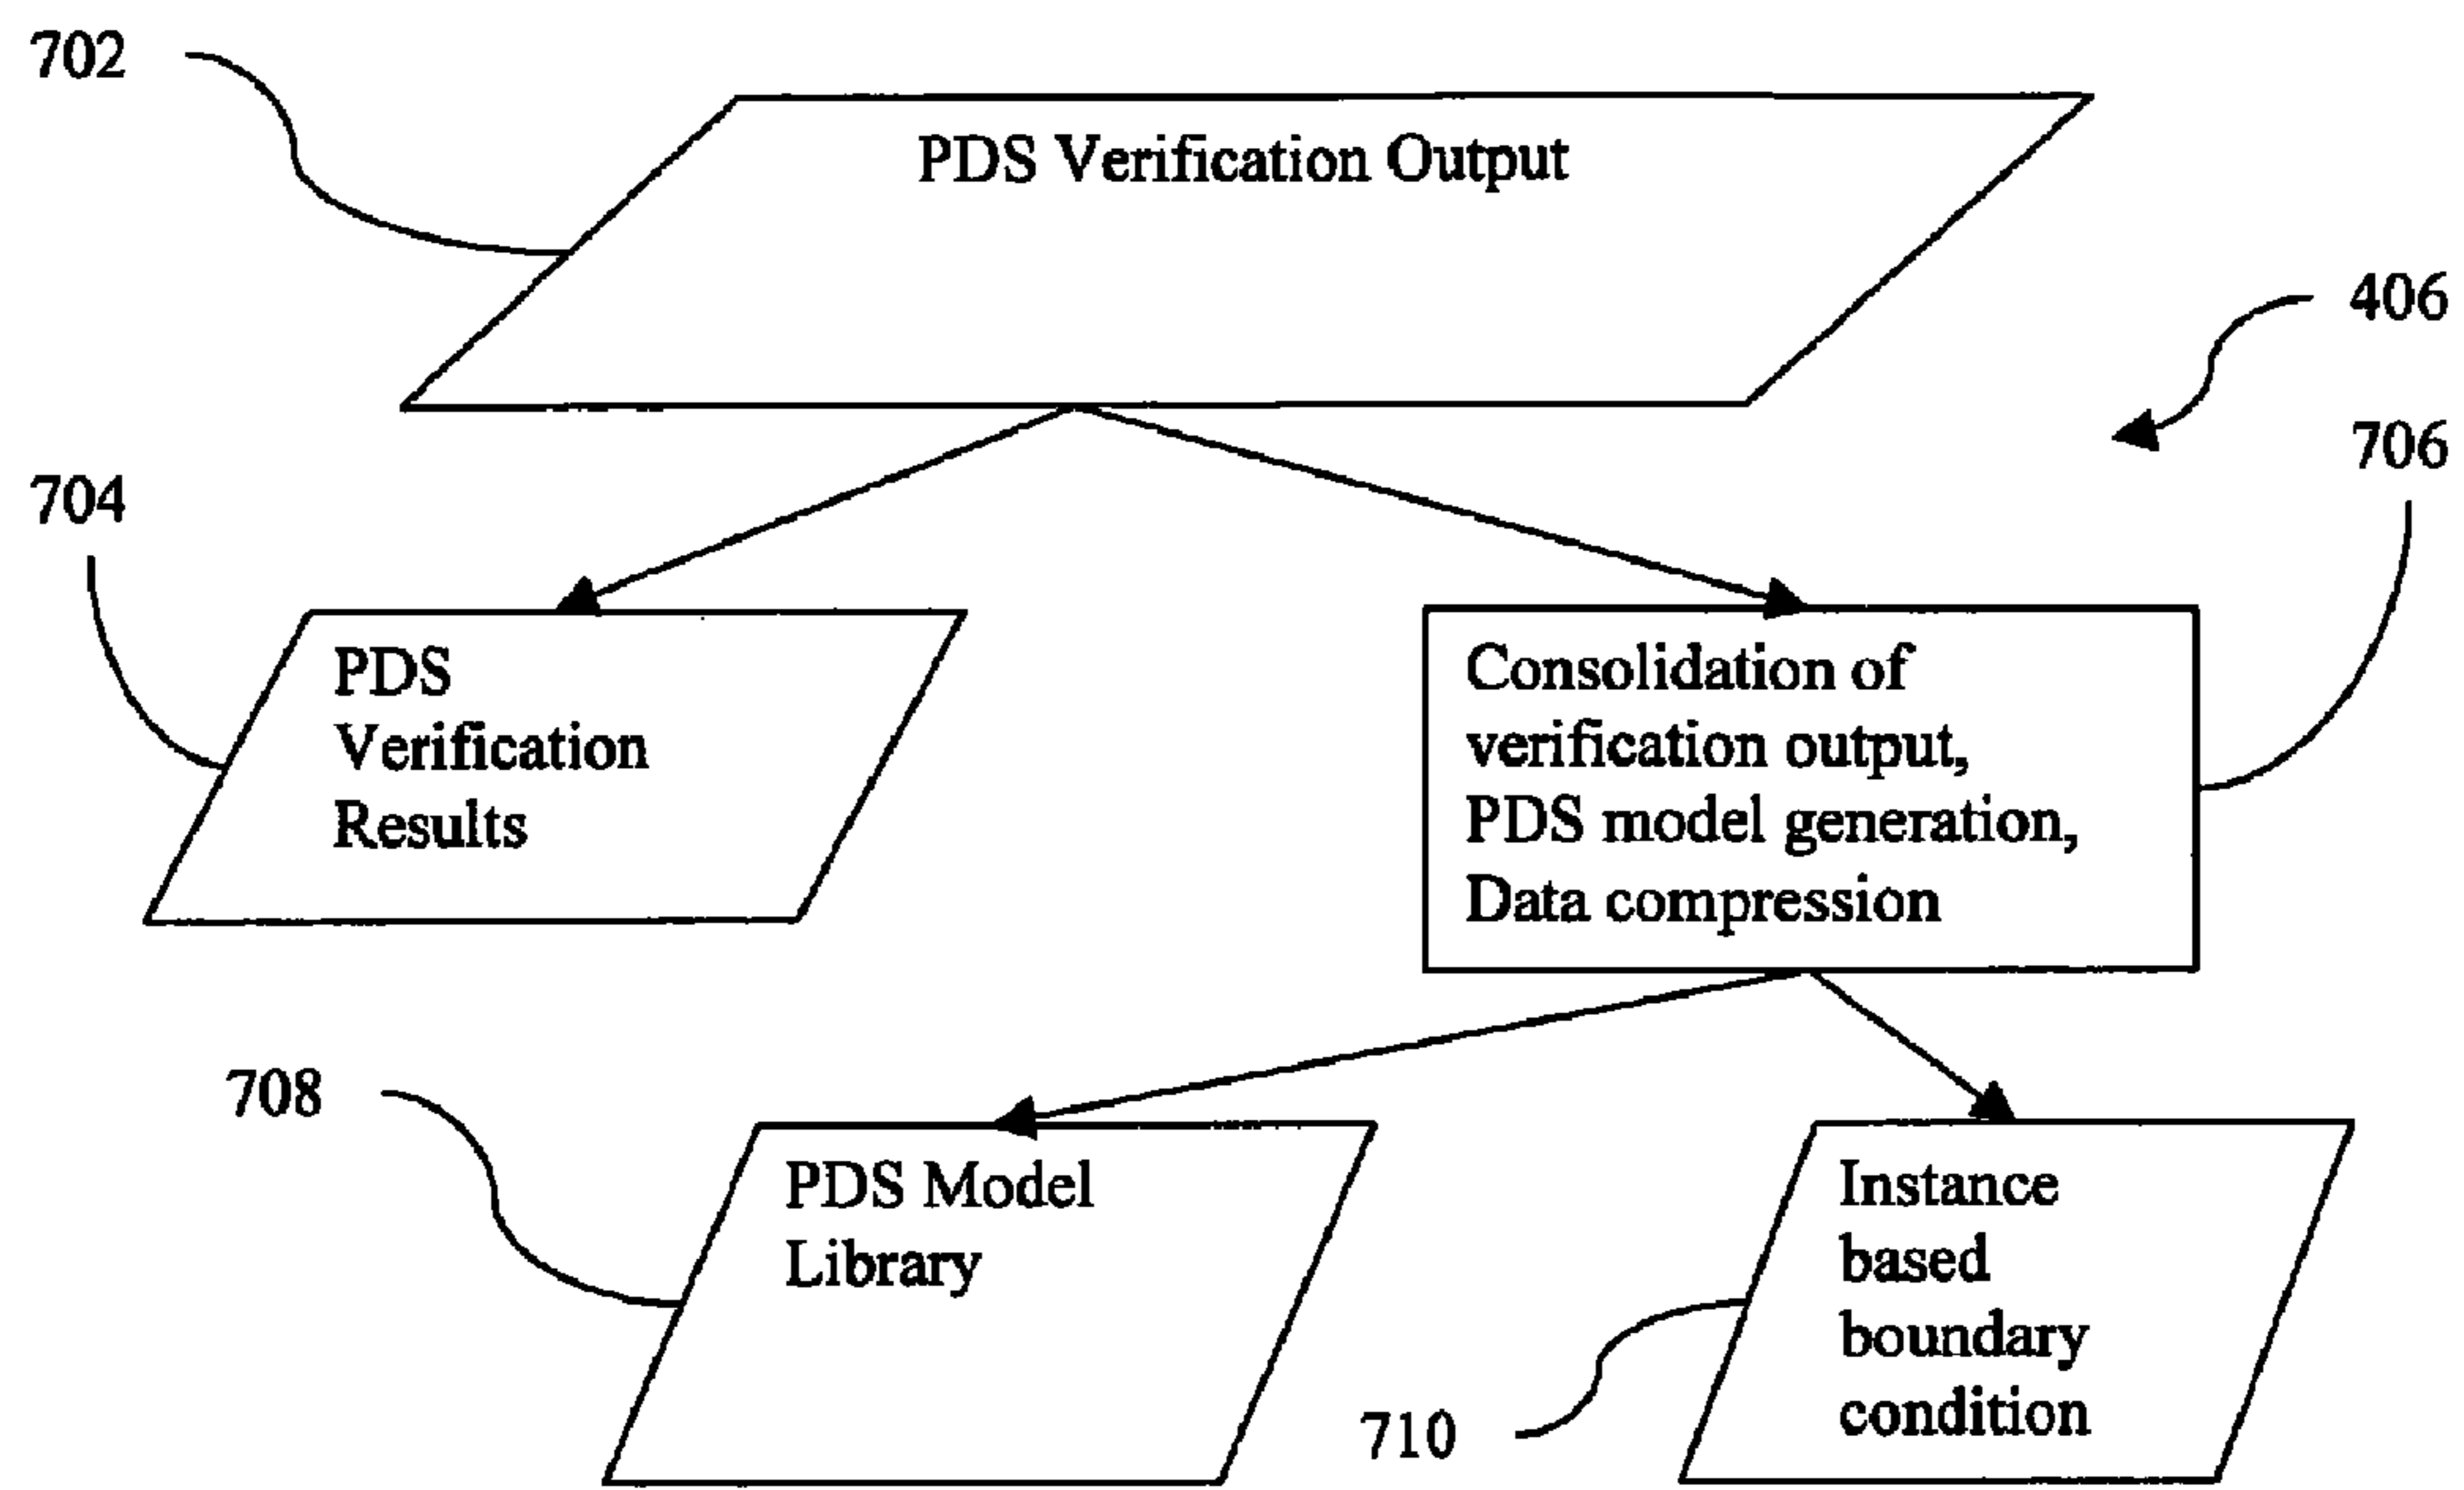 702
PDS Verification Output
406
706
704
PDS
Verification
Results
Consolidation of
verification output,
PDS model generation,
Data compression
708
PDS Model
Library
710
Instance
based
boundary
condition